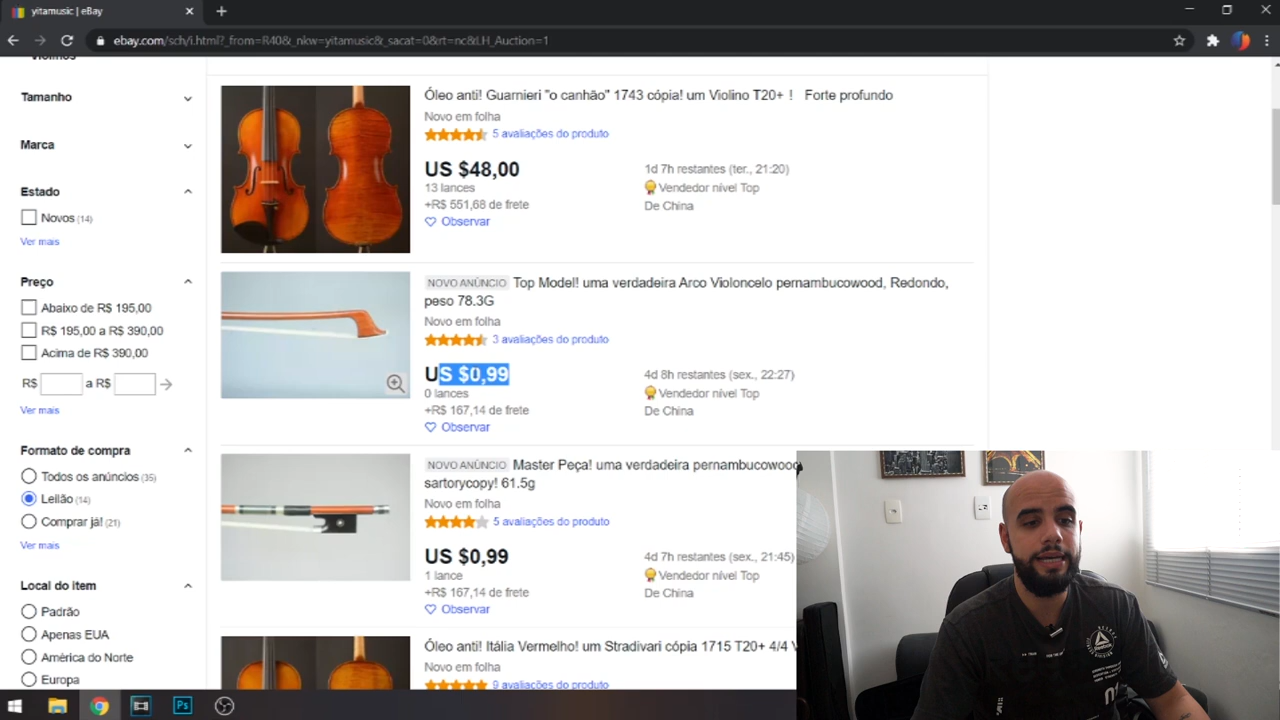 yitamusic | eBay
ebay.com/sch/i.html?_from=R40&_nkw=yitamusic&_sacat=0&rt=nc&LH_Auction=1
Violinos
Tamanho
Marca
Estado
Novos (14)
Ver mais
Preço
Abaixo de R$ 195,00
R$ 195,00 a R$ 390,00
Acima de R$ 390,00
R$ a R$
Ver mais
Formato de compra
Todos os anúncios (35)
Leilão (14)
Comprar já! (21)
Ver mais
Local do item
Padrão
Apenas EUA
América do Norte
Europa
Óleo anti! Guarnieri "o canhão" 1743 cópia! um Violino T20+ ! Forte profundo
Novo em folha
5 avaliações do produto
US $48,00
13 lances
+R$ 551,68 de frete
Observar
1d 7h restantes (ter., 21:20)
Vendedor nível Top
De China
NOVO ANÚNCIO Top Model! uma verdadeira Arco Violoncelo pernambucowood, Redondo,
peso 78.3G
Novo em folha
3 avaliações do produto
US $0,99
0 lances
+R$ 167,14 de frete
Observar
4d 8h restantes (sex., 22:27)
Vendedor nível Top
De China
NOVO ANÚNCIO Master Peça! uma verdadeira pernambucowood
sartorycopy! 61.5g
Novo em folha
5 avaliações do produto
US $0,99
1 lance
+R$ 167,14 de frete
Observar
4d 7h restantes (sex., 21:45)
Vendedor nível Top
De China
Óleo anti! Itália Vermelho! um Stradivari cópia 1715 T20+ 4/4
Novo em folha
9 avaliações do produto
Ps